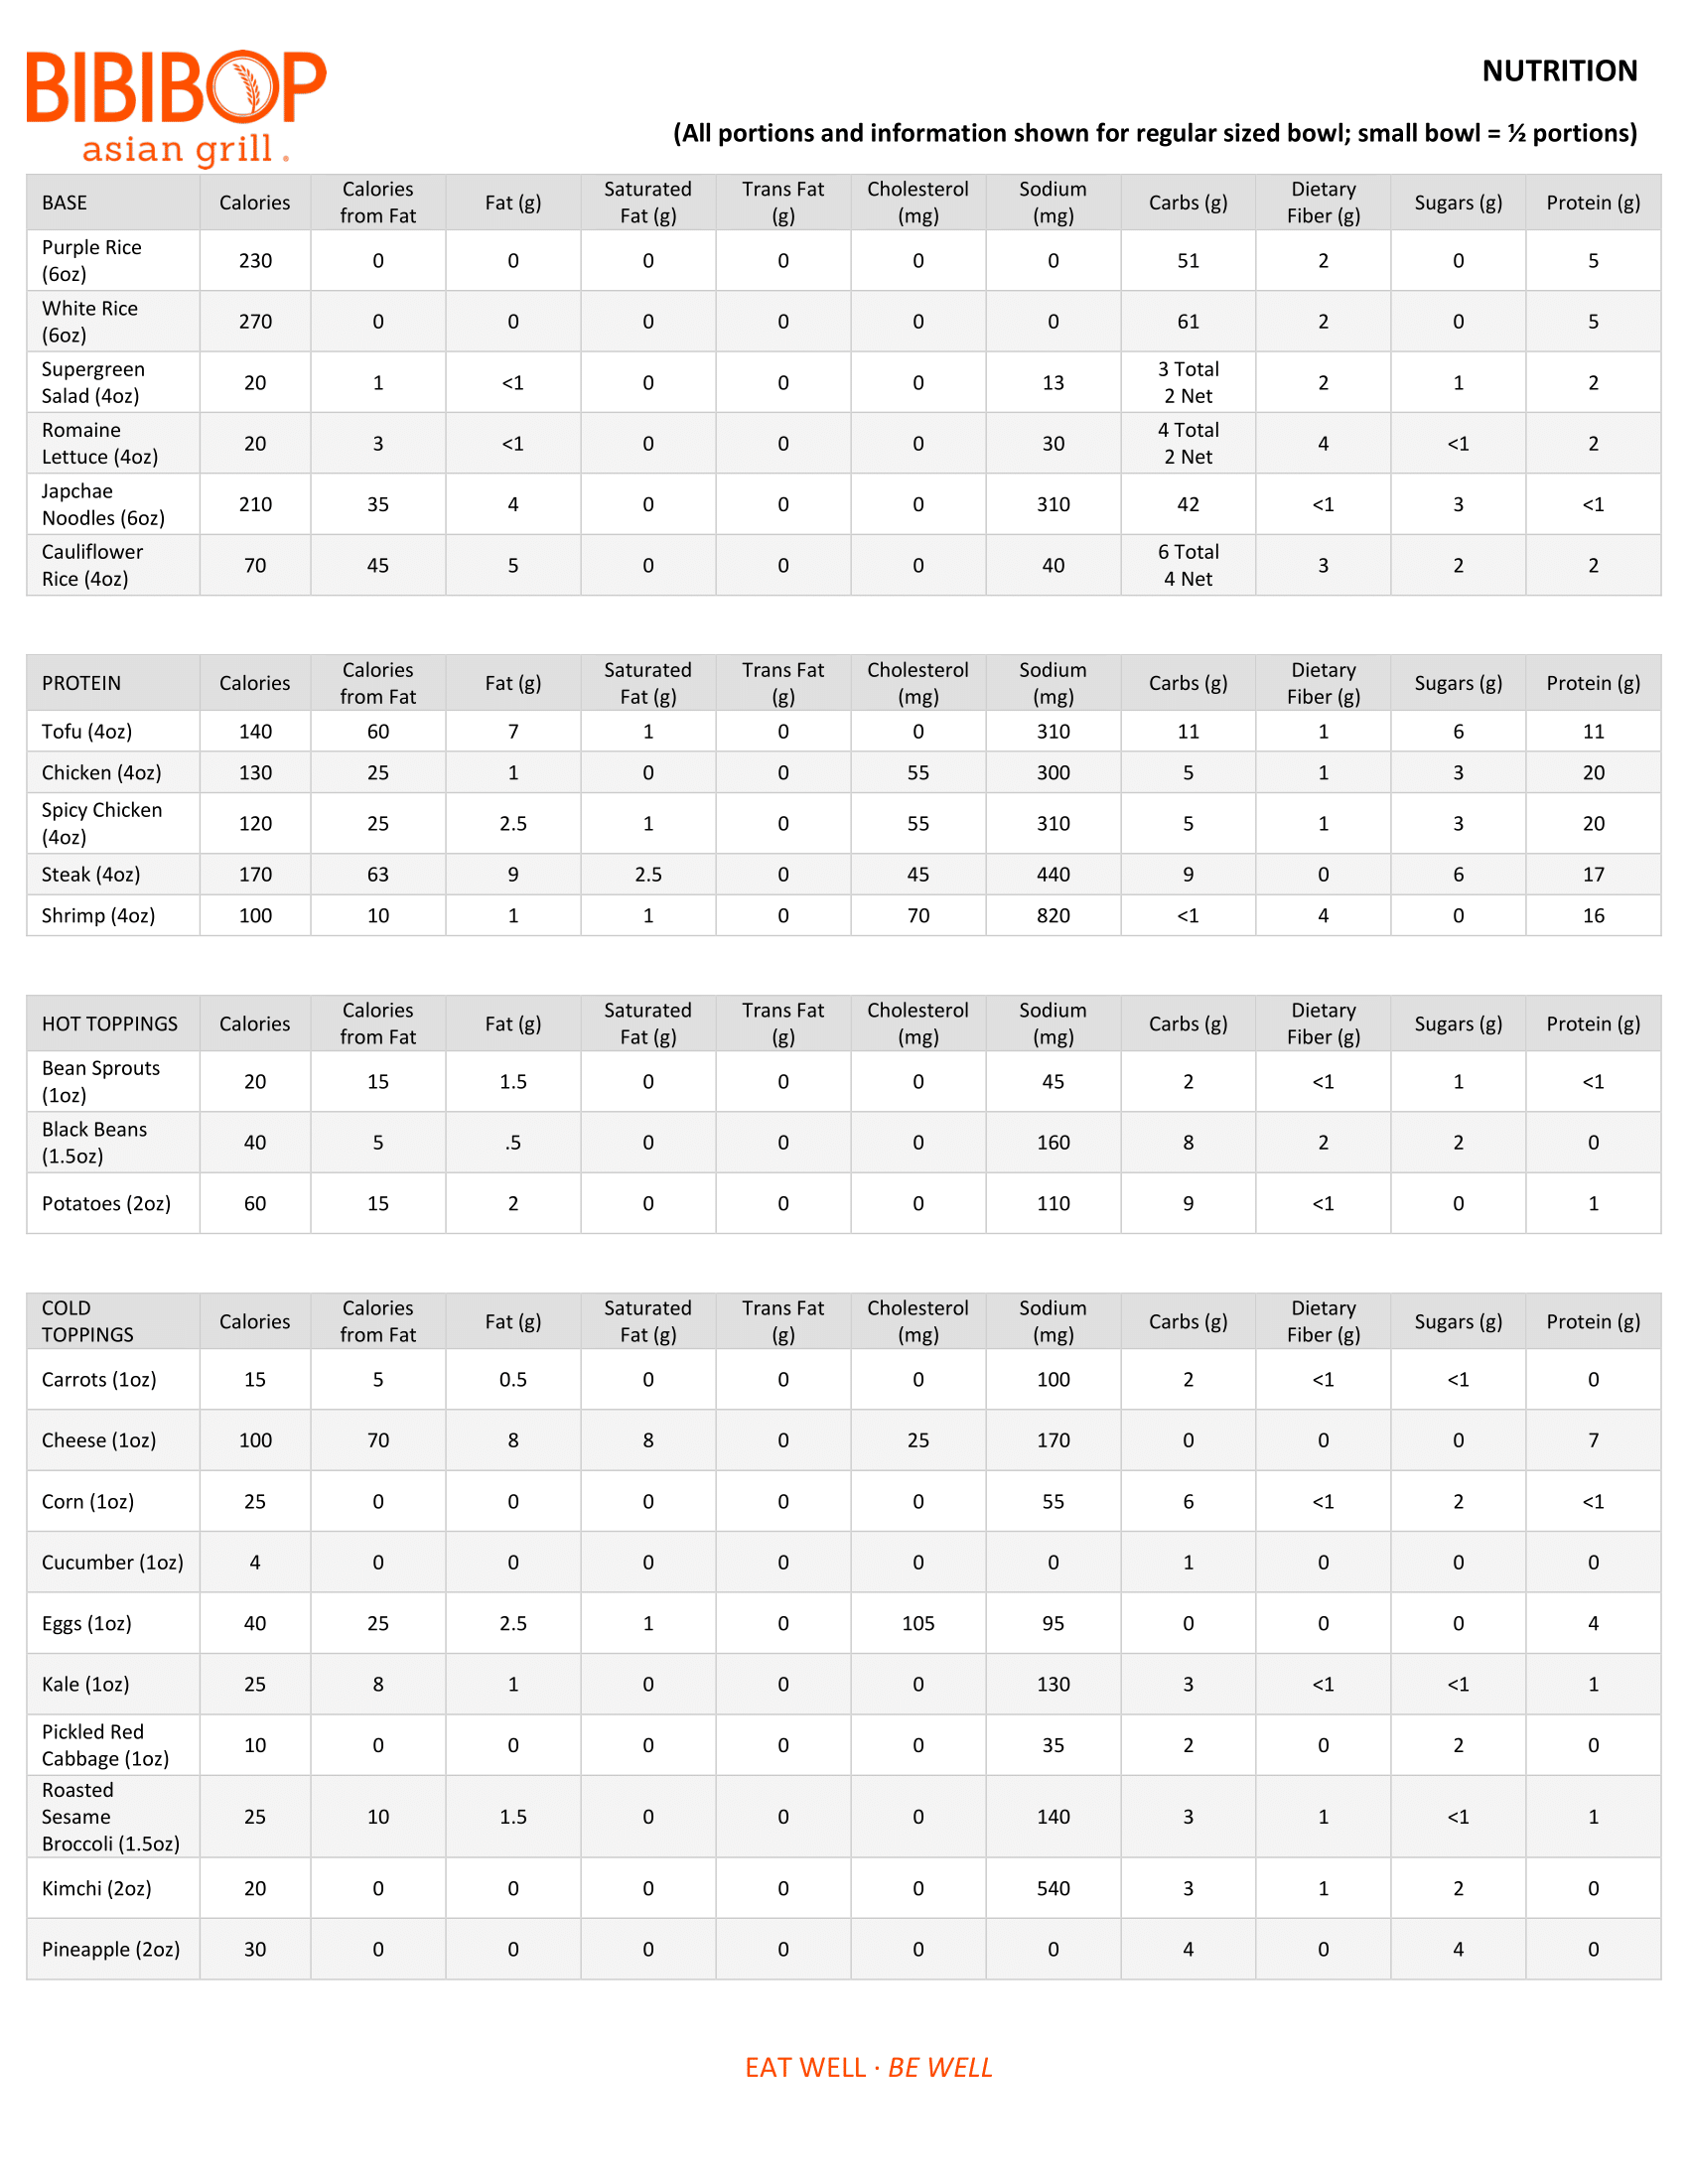 BIBIBOP
asian grill.
NUTRITION
(All portions and information shown for regular sized bowl; small bowl = ½ portions)
BASE Calories Calories from Fat Fat (g) Saturated Fat (g) Trans Fat (g) Cholesterol (mg) Sodium (mg) Carbs (g) Dietary Fiber (g) Sugars (g) Protein (g)
Purple Rice (6oz) 230 0 0 0 0 0 0 51 2 0 5
White Rice (6oz) 270 0 0 0 0 0 0 61 2 0 5
Supergreen Salad (4oz) 20 1 <1 0 0 0 13 3 Total 2 Net 2 1 2
Romaine Lettuce (4oz) 20 3 <1 0 0 0 30 4 Total 2 Net 4 <1 2
Japchae Noodles (6oz) 210 35 4 0 0 0 310 42 <1 3 <1
Cauliflower Rice (4oz) 70 45 5 0 0 0 40 6 Total 4 Net 3 2 2
PROTEIN Calories Calories from Fat Fat (g) Saturated Fat (g) Trans Fat (g) Cholesterol (mg) Sodium (mg) Carbs (g) Dietary Fiber (g) Sugars (g) Protein (g)
Tofu (4oz) 140 60 7 1 0 0 310 11 1 6 11
Chicken (4oz) 130 25 1 0 0 55 300 5 1 3 20
Spicy Chicken (4oz) 120 25 2.5 1 0 55 310 5 1 3 20
Steak (4oz) 170 63 9 2.5 0 45 440 9 0 6 17
Shrimp (4oz) 100 10 1 1 0 70 820 <1 4 0 16
HOT TOPPINGS Calories Calories from Fat Fat (g) Saturated Fat (g) Trans Fat (g) Cholesterol (mg) Sodium (mg) Carbs (g) Dietary Fiber (g) Sugars (g) Protein (g)
Bean Sprouts (1oz) 20 15 1.5 0 0 0 45 2 <1 1 <1
Black Beans (1.5oz) 40 5 .5 0 0 0 160 8 2 2 0
Potatoes (2oz) 60 15 2 0 0 0 110 9 <1 0 1
COLD TOPPINGS Calories Calories from Fat Fat (g) Saturated Fat (g) Trans Fat (g) Cholesterol (mg) Sodium (mg) Carbs (g) Dietary Fiber (g) Sugars (g) Protein (g)
Carrots (1oz) 15 5 0.5 0 0 0 100 2 <1 <1 0
Cheese (1oz) 100 70 8 8 0 25 170 0 0 0 7
Corn (1oz) 25 0 0 0 0 0 55 6 <1 2 <1
Cucumber (1oz) 4 0 0 0 0 0 0 1 0 0 0
Eggs (1oz) 40 25 2.5 1 0 105 95 0 0 0 4
Kale (1oz) 25 8 1 0 0 0 130 3 <1 <1 1
Pickled Red Cabbage (1oz) 10 0 0 0 0 0 35 2 0 2 0
Roasted Sesame Broccoli (1.5oz) 25 10 1.5 0 0 0 140 3 1 <1 1
Kimchi (2oz) 20 0 0 0 0 0 540 3 1 2 0
Pineapple (2oz) 30 0 0 0 0 0 0 4 0 4 0
EAT WELL · BE WELL